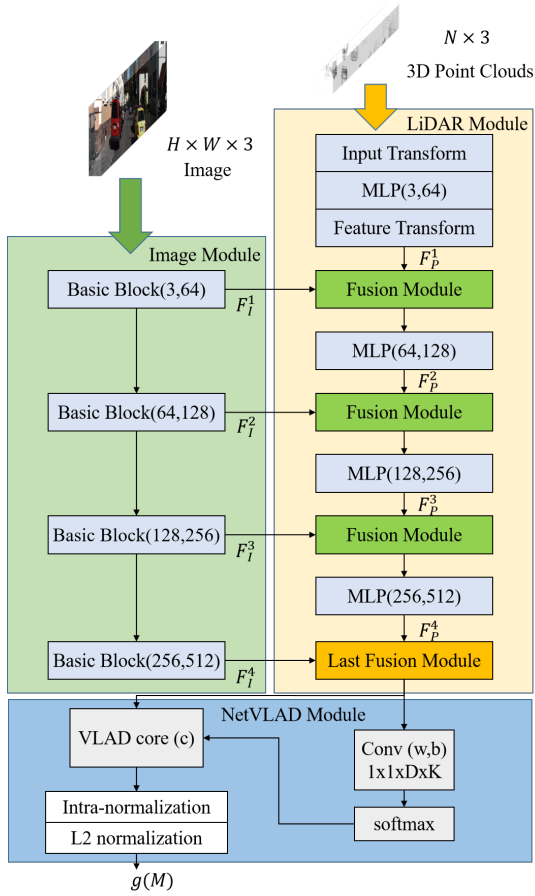 N × 3
3D Point Clouds
H × W × 3
Image
LiDAR Module
Input Transform
MLP(3,64)
Feature Transform
F_P^1
Image Module
Basic Block(3,64)
F_I^1
Fusion Module
MLP(64,128)
F_P^2
Basic Block(64,128)
F_I^2
Fusion Module
MLP(128,256)
F_P^3
Basic Block(128,256)
F_I^3
Fusion Module
MLP(256,512)
F_P^4
Basic Block(256,512)
F_I^4
Last Fusion Module
NetVLAD Module
VLAD core (c)
Conv (w,b)
1x1xDxK
Intra-normalization
softmax
L2 normalization
g(M)